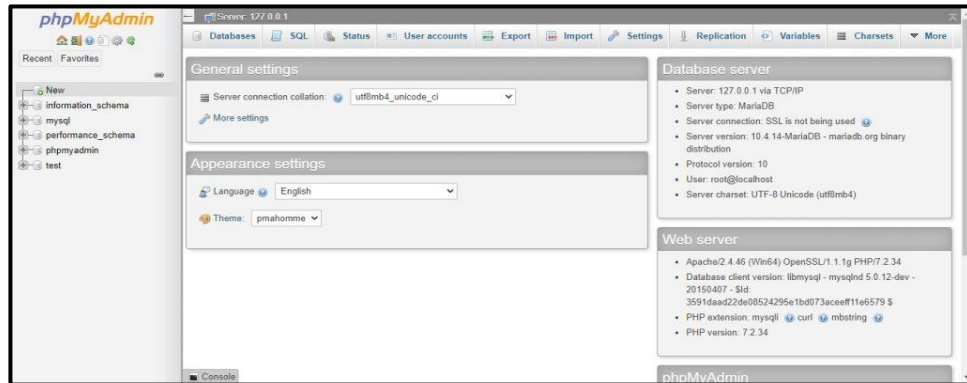 phpMyAdmin
Recent Favorites
New
information_schema
mysql
performance_schema
phpmyadmin
test
Server: 127.0.0.1
Databases SQL Status User accounts Export Import Settings Replication Variables Charsets More
General settings
Server connection collation: utf8mb4_unicode_ci
More settings
Appearance settings
Language English
Theme: pmahomme
Database server
Server: 127.0.0.1 via TCP/IP
Server type: MariaDB
Server connection: SSL is not being used
Server version: 10.4.14-MariaDB - mariadb.org binary
distribution
Protocol version: 10
User: root@localhost
Server charset: UTF-8 Unicode (utf8mb4)
Web server
Apache/2.4.46 (Win64) OpenSSL/1.1.1g PHP/7.2.34
Database client version: libmysql - mysqlnd 5.0.12-dev -
20150407 - $Id:
3591daad22de08524295e1bd073aceeff11e6579 $
PHP extension: mysqli curl mbstring
PHP version: 7.2.34
phpMyAdmin
Console